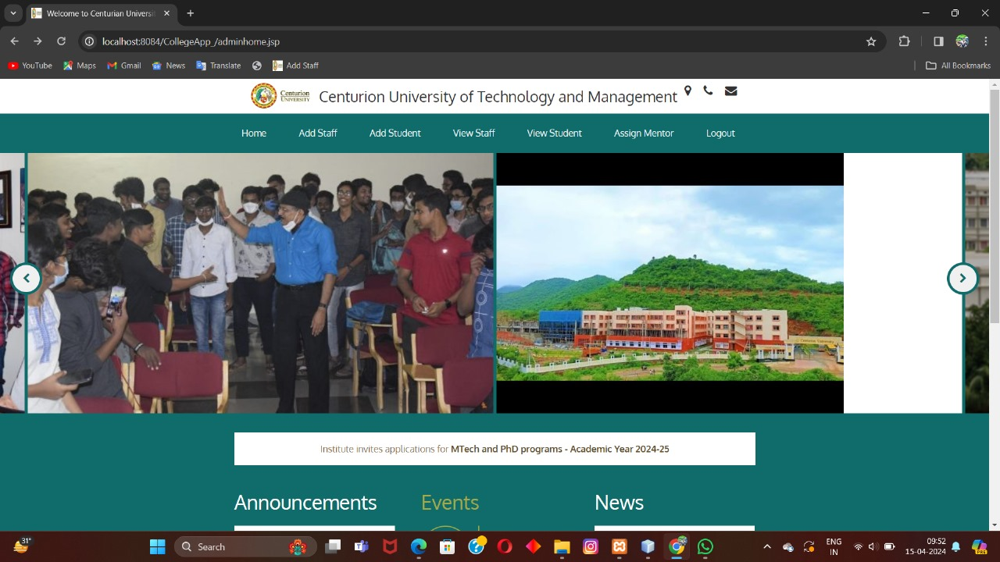 Welcome to Centurian Universi
localhost:8084/CollegeApp_/adminhome.jsp
YouTube Maps Gmail News Translate Add Staff All Bookmarks
Centurion UNIVERSITY Centurion University of Technology and Management
Home Add Staff Add Student View Staff View Student Assign Mentor Logout
Institute invites applications for MTech and PhD programs - Academic Year 2024-25
Announcements Events News
31° Search ENG IN 09:52 15-04-2024 PRE